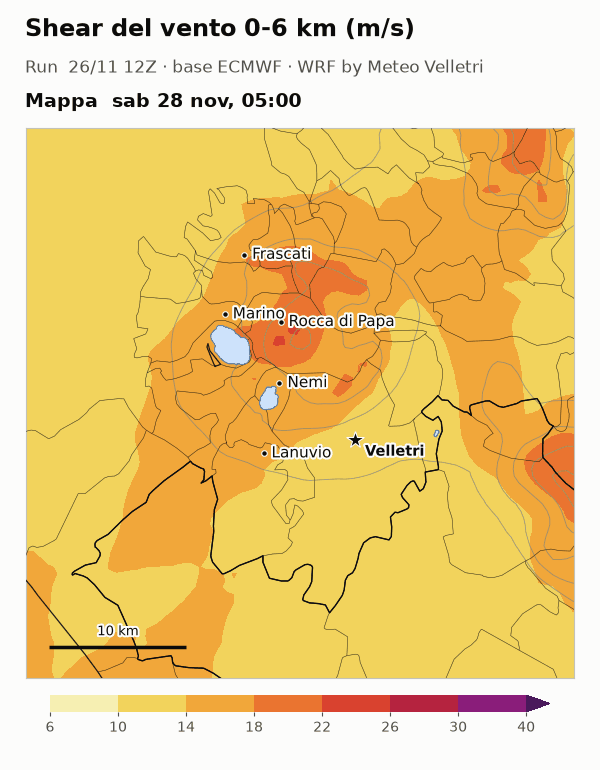 Shear del vento 0-6 km (m/s)
Run  26/11 12Z · base ECMWF · WRF by Meteo Velletri
Mappa  sab 28 nov, 05:00
Frascati
Marino
Rocca di Papa
Nemi
Velletri
Lanuvio
10 km
6 10 14 18 22 26 30 40